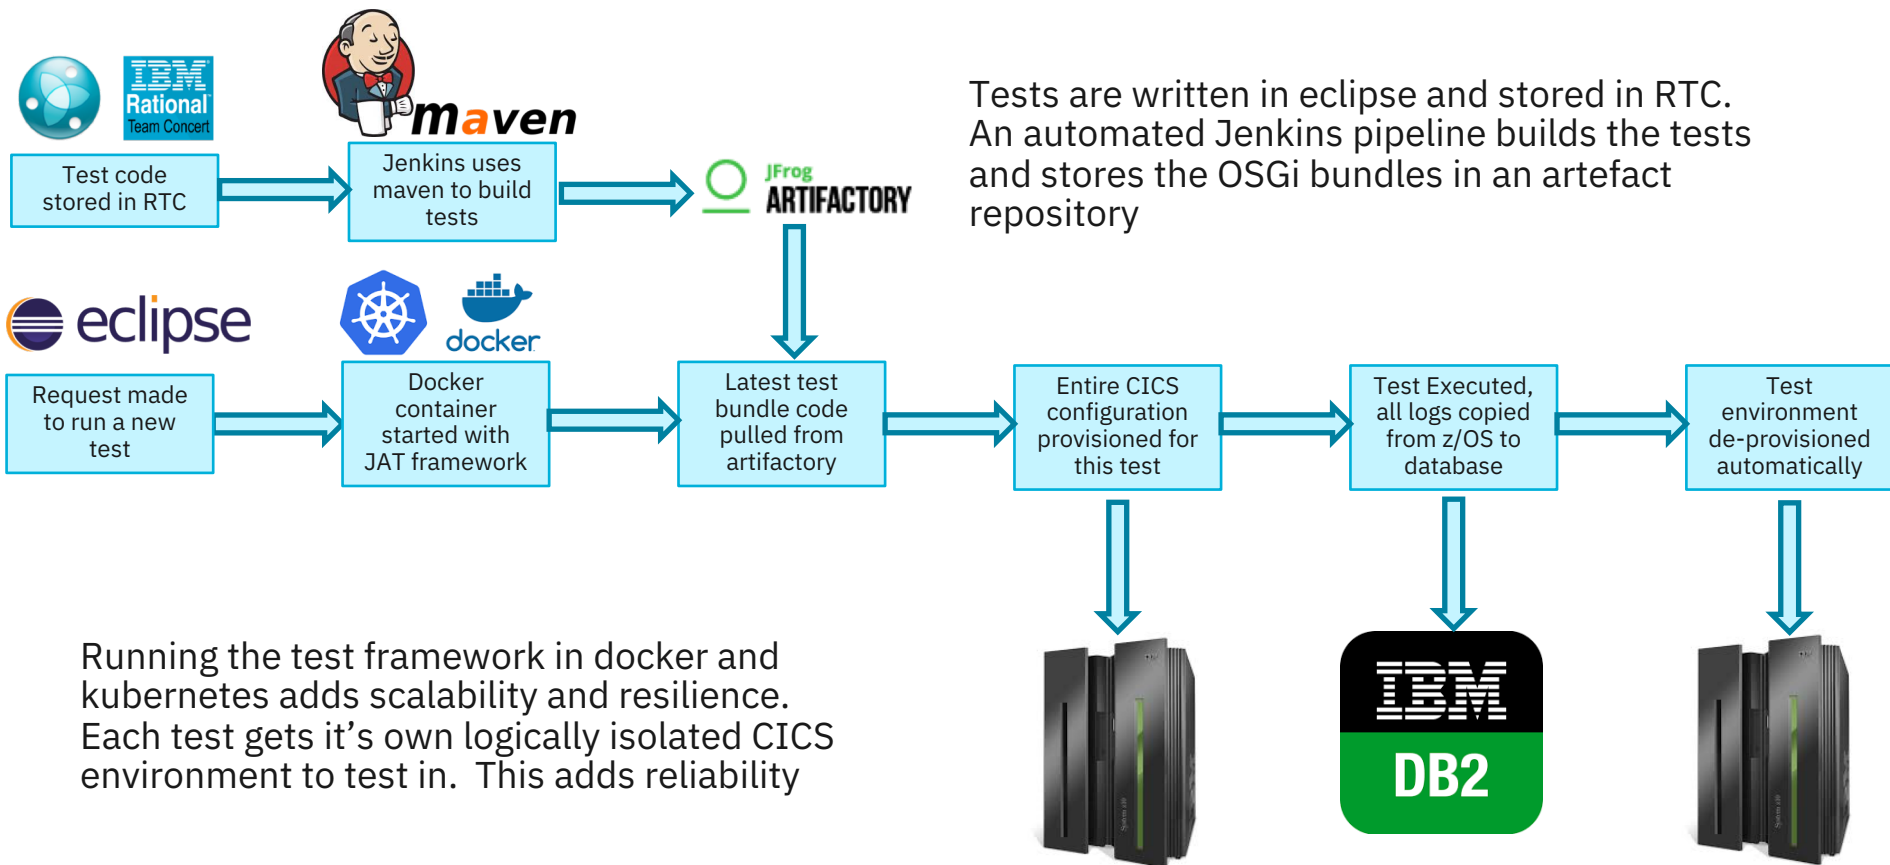 IBM
Rational
Team Concert
maven
Test code
stored in RTC
Jenkins uses
maven to build
tests
JFrog
ARTIFACTORY
Tests are written in eclipse and stored in RTC.
An automated Jenkins pipeline builds the tests
and stores the OSGi bundles in an artefact
repository
eclipse
docker
Request made
to run a new
test
Docker
container
started with
JAT framework
Latest test
bundle code
pulled from
artifactory
Entire CICS
configuration
provisioned for
this test
Test Executed,
all logs copied
from z/OS to
database
Test
environment
de-provisioned
automatically
Running the test framework in docker and
kubernetes adds scalability and resilience.
Each test gets it’s own logically isolated CICS
environment to test in.  This adds reliability
IBM
DB2